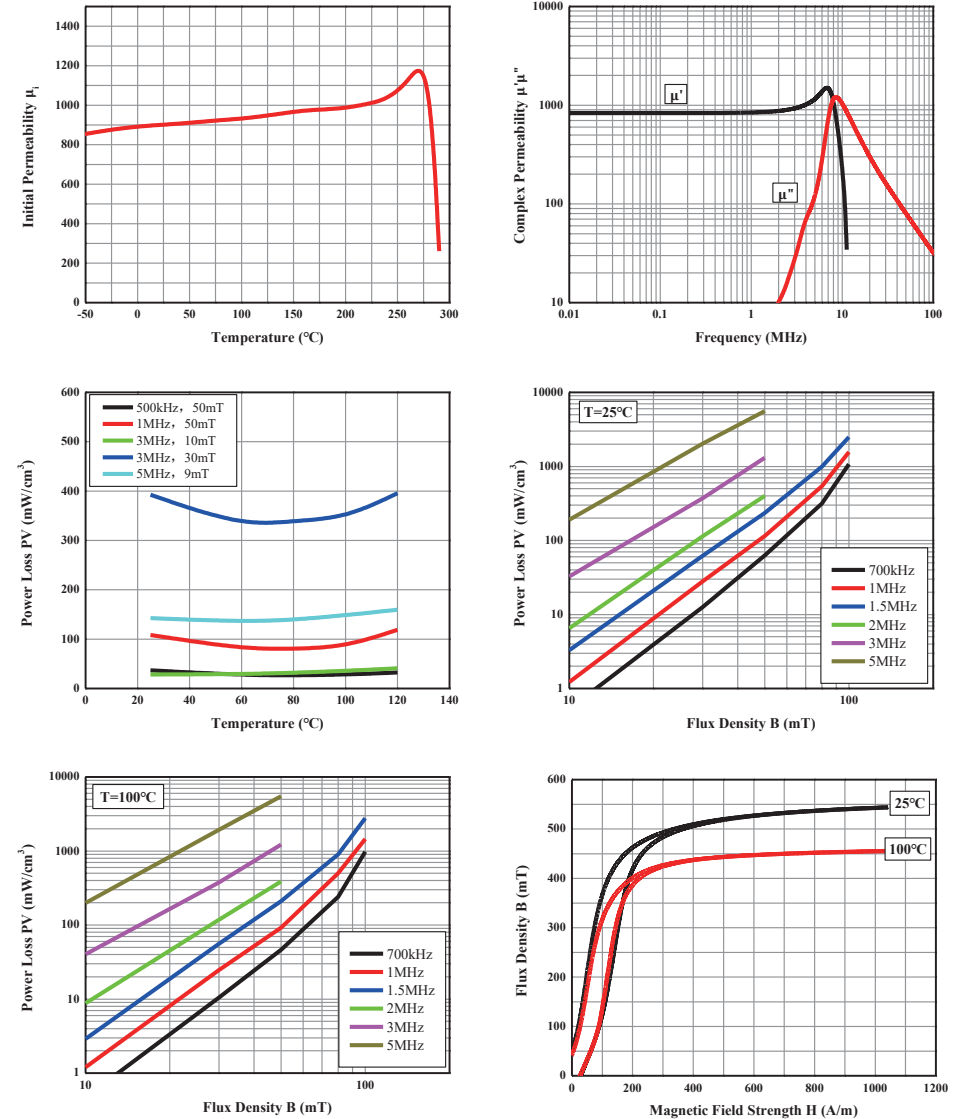 1400
1200
1000
800
600
400
200
0
-50
0
50
100
150
200
250
300
Initial Permeability μi
Temperature (℃)
10000
1000
100
10
0.01
0.1
1
10
100
μ'
μ"
Complex Permeability μ'μ"
Frequency (MHz)
600
500
400
300
200
100
0
0
20
40
60
80
100
120
140
500kHz，50mT
1MHz，50mT
3MHz，10mT
3MHz，30mT
5MHz，9mT
Power Loss PV (mW/cm³)
Temperature (℃)
10000
1000
100
10
1
10
100
T=25℃
700kHz
1MHz
1.5MHz
2MHz
3MHz
5MHz
Power Loss PV (mW/cm³)
Flux Density B (mT)
10000
1000
100
10
1
10
100
T=100℃
700kHz
1MHz
1.5MHz
2MHz
3MHz
5MHz
Power Loss PV (mW/cm³)
Flux Density B (mT)
600
500
400
300
200
100
0
0
200
400
600
800
1000
1200
25℃
100℃
Flux Density B (mT)
Magnetic Field Strength H (A/m)